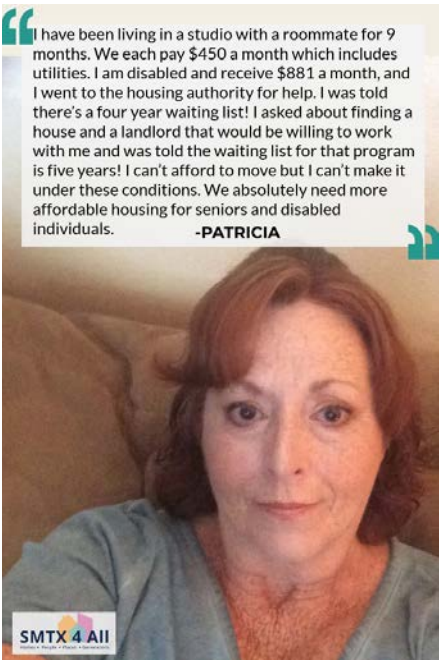 “
I have been living in a studio with a roommate for 9
months. We each pay $450 a month which includes
utilities. I am disabled and receive $881 a month, and
I went to the housing authority for help. I was told
there’s a four year waiting list! I asked about finding a
house and a landlord that would be willing to work
with me and was told the waiting list for that program
is five years! I can’t afford to move but I can’t make it
under these conditions. We absolutely need more
affordable housing for seniors and disabled
individuals.
-PATRICIA
”
SMTX 4 All
Homes • People • Places • Generations